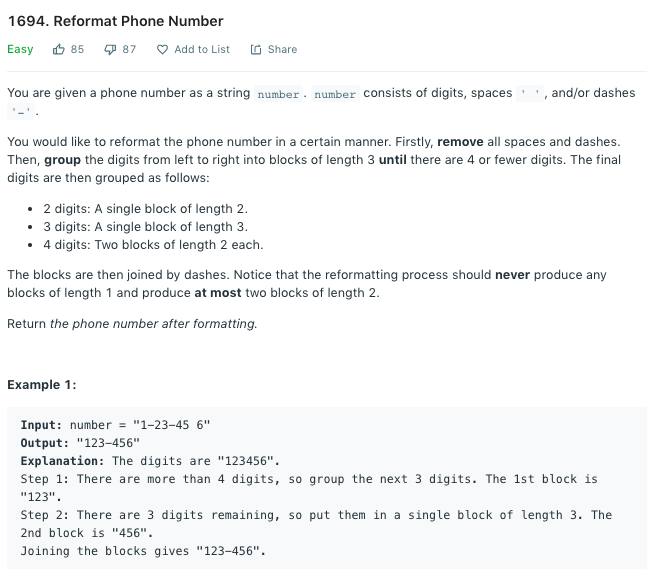 1694. Reformat Phone Number
Easy 85 87 Add to List Share
You are given a phone number as a string number. number consists of digits, spaces ' ', and/or dashes
'-'.
You would like to reformat the phone number in a certain manner. Firstly, remove all spaces and dashes.
Then, group the digits from left to right into blocks of length 3 until there are 4 or fewer digits. The final
digits are then grouped as follows:
• 2 digits: A single block of length 2.
• 3 digits: A single block of length 3.
• 4 digits: Two blocks of length 2 each.
The blocks are then joined by dashes. Notice that the reformatting process should never produce any
blocks of length 1 and produce at most two blocks of length 2.
Return the phone number after formatting.
Example 1:
Input: number = "1-23-45 6"
Output: "123-456"
Explanation: The digits are "123456".
Step 1: There are more than 4 digits, so group the next 3 digits. The 1st block is
"123".
Step 2: There are 3 digits remaining, so put them in a single block of length 3. The
2nd block is "456".
Joining the blocks gives "123-456".